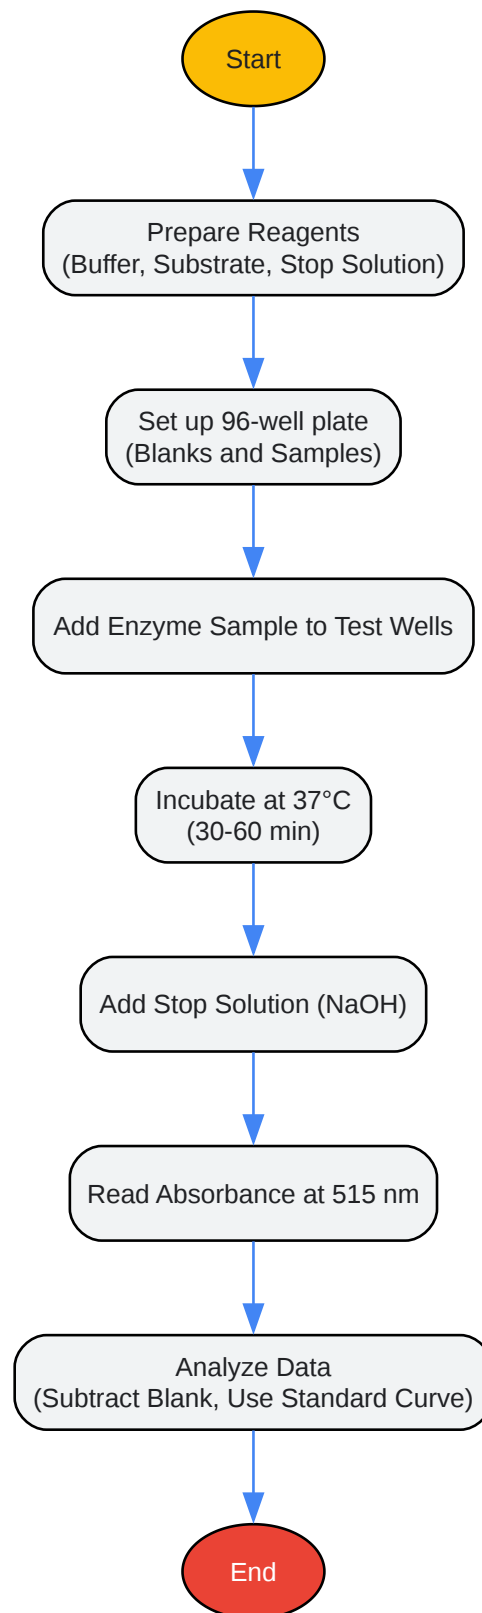 Start
Prepare Reagents
(Buffer, Substrate, Stop Solution)
Set up 96-well plate
(Blanks and Samples)
Add Enzyme Sample to Test Wells
Incubate at 37°C
(30-60 min)
Add Stop Solution (NaOH)
Read Absorbance at 515 nm
Analyze Data
(Subtract Blank, Use Standard Curve)
End